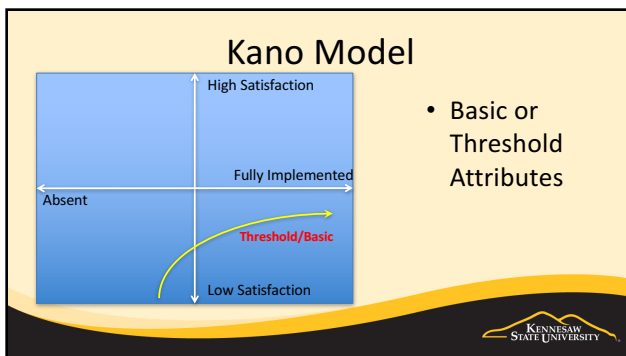 Kano Model
High Satisfaction
Fully Implemented
Absent
Threshold/Basic
Low Satisfaction
• Basic or
Threshold
Attributes
KENNESAW
STATE UNIVERSITY